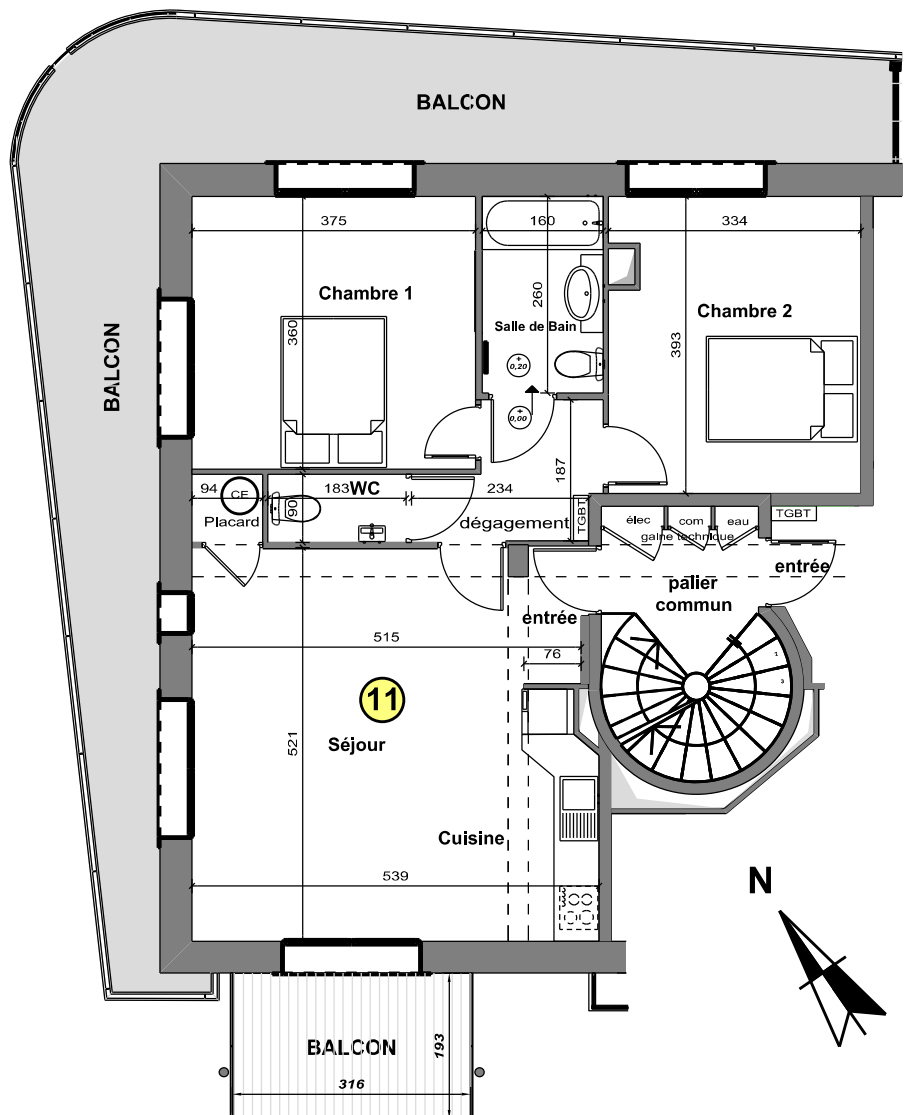 BALCON
375
160
334
Chambre 1
260
Chambre 2
360
Salle de Bain
393
BALCON
+
0,20
+
0,00
187
94
CE
183
WC
234
90
Placard
dégagement
TGBT
élec
com
eau
TGBT
gaine technique
entrée
palier
commun
entrée
515
76
1
3
11
521
Séjour
Cuisine
539
N
BALCON
193
316